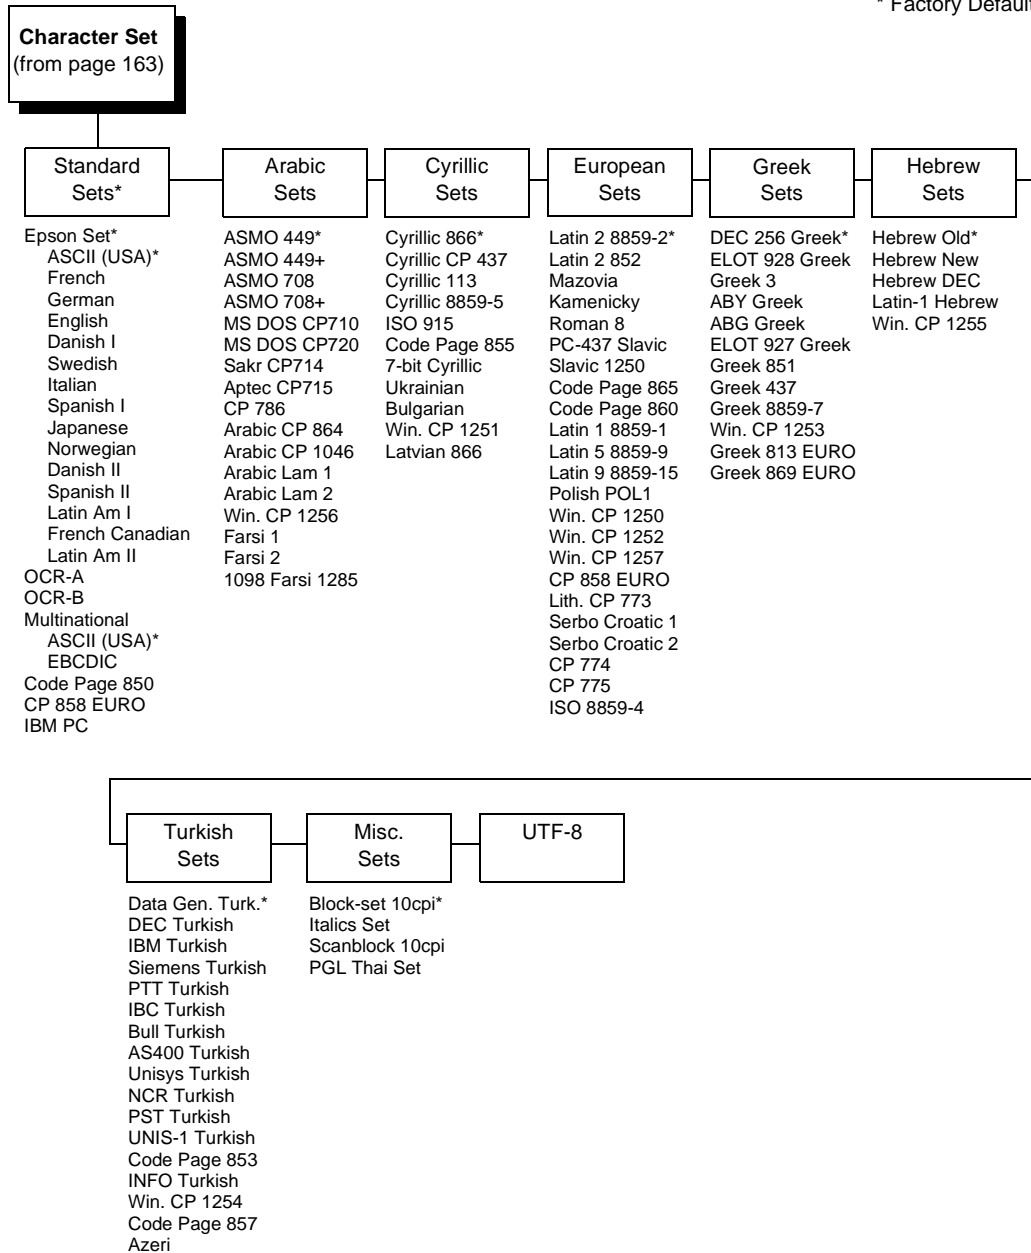 * Factory Default
Character Set
(from page 163)
Standard
Sets*
Epson Set*
ASCII (USA)*
French
German
English
Danish I
Swedish
Italian
Spanish I
Japanese
Norwegian
Danish II
Spanish II
Latin Am I
French Canadian
Latin Am II
OCR-A
OCR-B
Multinational
ASCII (USA)*
EBCDIC
Code Page 850
CP 858 EURO
IBM PC
Arabic
Sets
ASMO 449*
ASMO 449+
ASMO 708
ASMO 708+
MS DOS CP710
MS DOS CP720
Sakr CP714
Aptec CP715
CP 786
Arabic CP 864
Arabic CP 1046
Arabic Lam 1
Arabic Lam 2
Win. CP 1256
Farsi 1
Farsi 2
1098 Farsi 1285
Cyrillic
Sets
Cyrillic 866*
Cyrillic CP 437
Cyrillic 113
Cyrillic 8859-5
ISO 915
Code Page 855
7-bit Cyrillic
Ukrainian
Bulgarian
Win. CP 1251
Latvian 866
European
Sets
Latin 2 8859-2*
Latin 2 852
Mazovia
Kamenicky
Roman 8
PC-437 Slavic
Slavic 1250
Code Page 865
Code Page 860
Latin 1 8859-1
Latin 5 8859-9
Latin 9 8859-15
Polish POL1
Win. CP 1250
Win. CP 1252
Win. CP 1257
CP 858 EURO
Lith. CP 773
Serbo Croatic 1
Serbo Croatic 2
CP 774
CP 775
ISO 8859-4
Greek
Sets
DEC 256 Greek*
ELOT 928 Greek
Greek 3
ABY Greek
ABG Greek
ELOT 927 Greek
Greek 851
Greek 437
Greek 8859-7
Win. CP 1253
Greek 813 EURO
Greek 869 EURO
Hebrew
Sets
Hebrew Old*
Hebrew New
Hebrew DEC
Latin-1 Hebrew
Win. CP 1255
Turkish
Sets
Data Gen. Turk.*
DEC Turkish
IBM Turkish
Siemens Turkish
PTT Turkish
IBC Turkish
Bull Turkish
AS400 Turkish
Unisys Turkish
NCR Turkish
PST Turkish
UNIS-1 Turkish
Code Page 853
INFO Turkish
Win. CP 1254
Code Page 857
Azeri
Misc.
Sets
Block-set 10cpi*
Italics Set
Scanblock 10cpi
PGL Thai Set
UTF-8